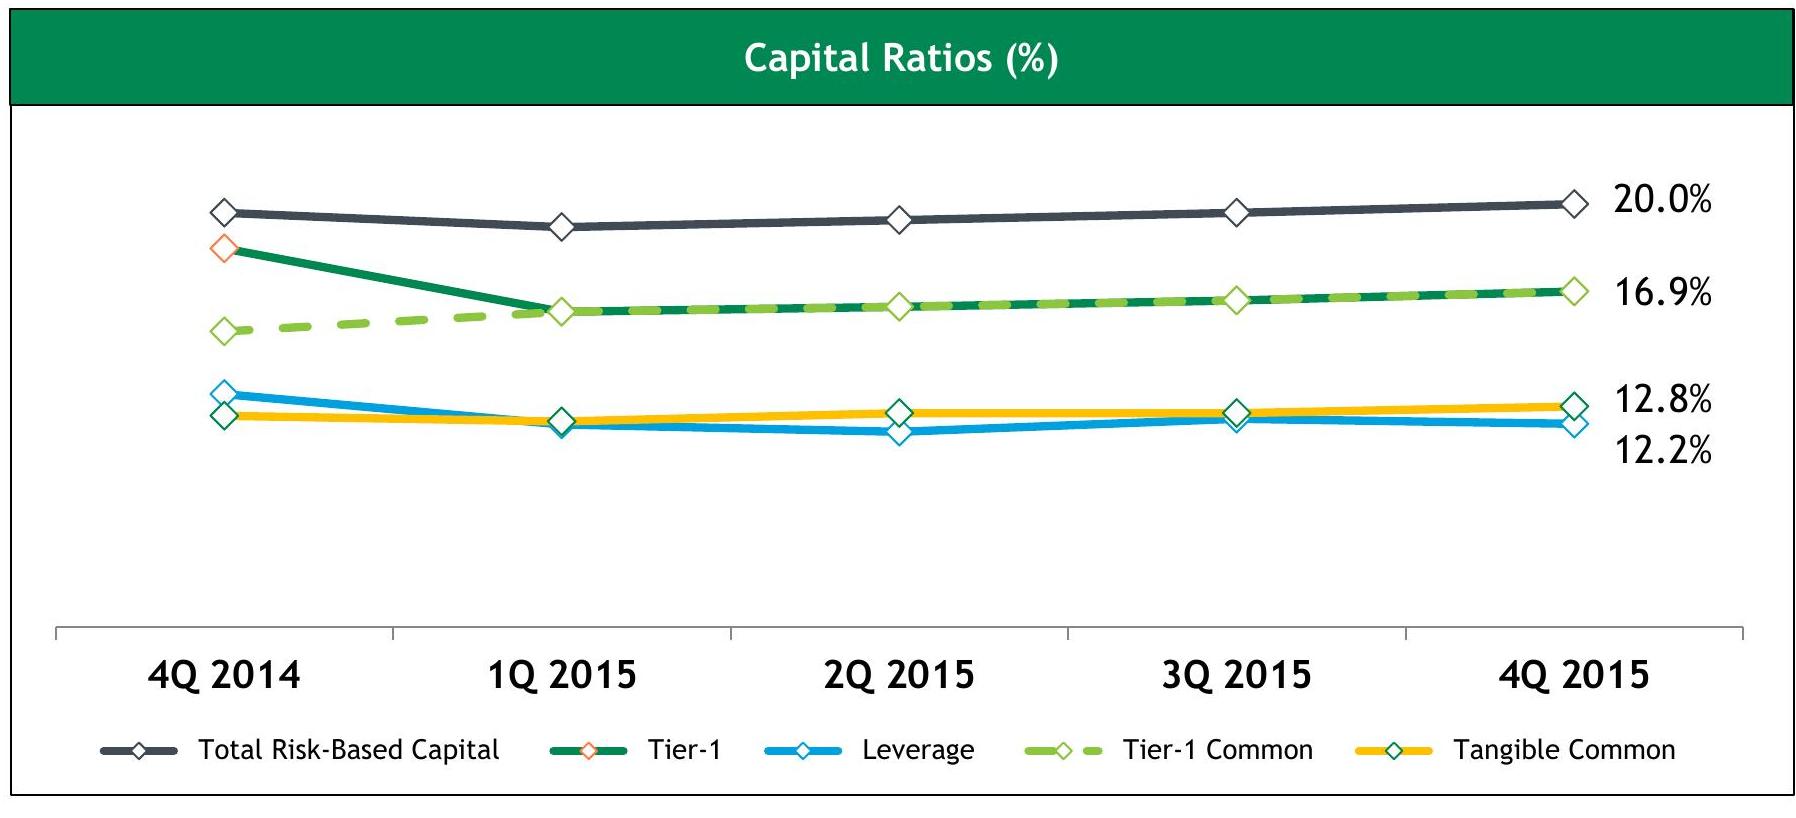 Capital Ratios (%)
20.0%
16.9%
12.8%
12.2%
4Q 2014 1Q 2015 2Q 2015 3Q 2015 4Q 2015
Total Risk-Based Capital Tier-1 Leverage Tier-1 Common Tangible Common